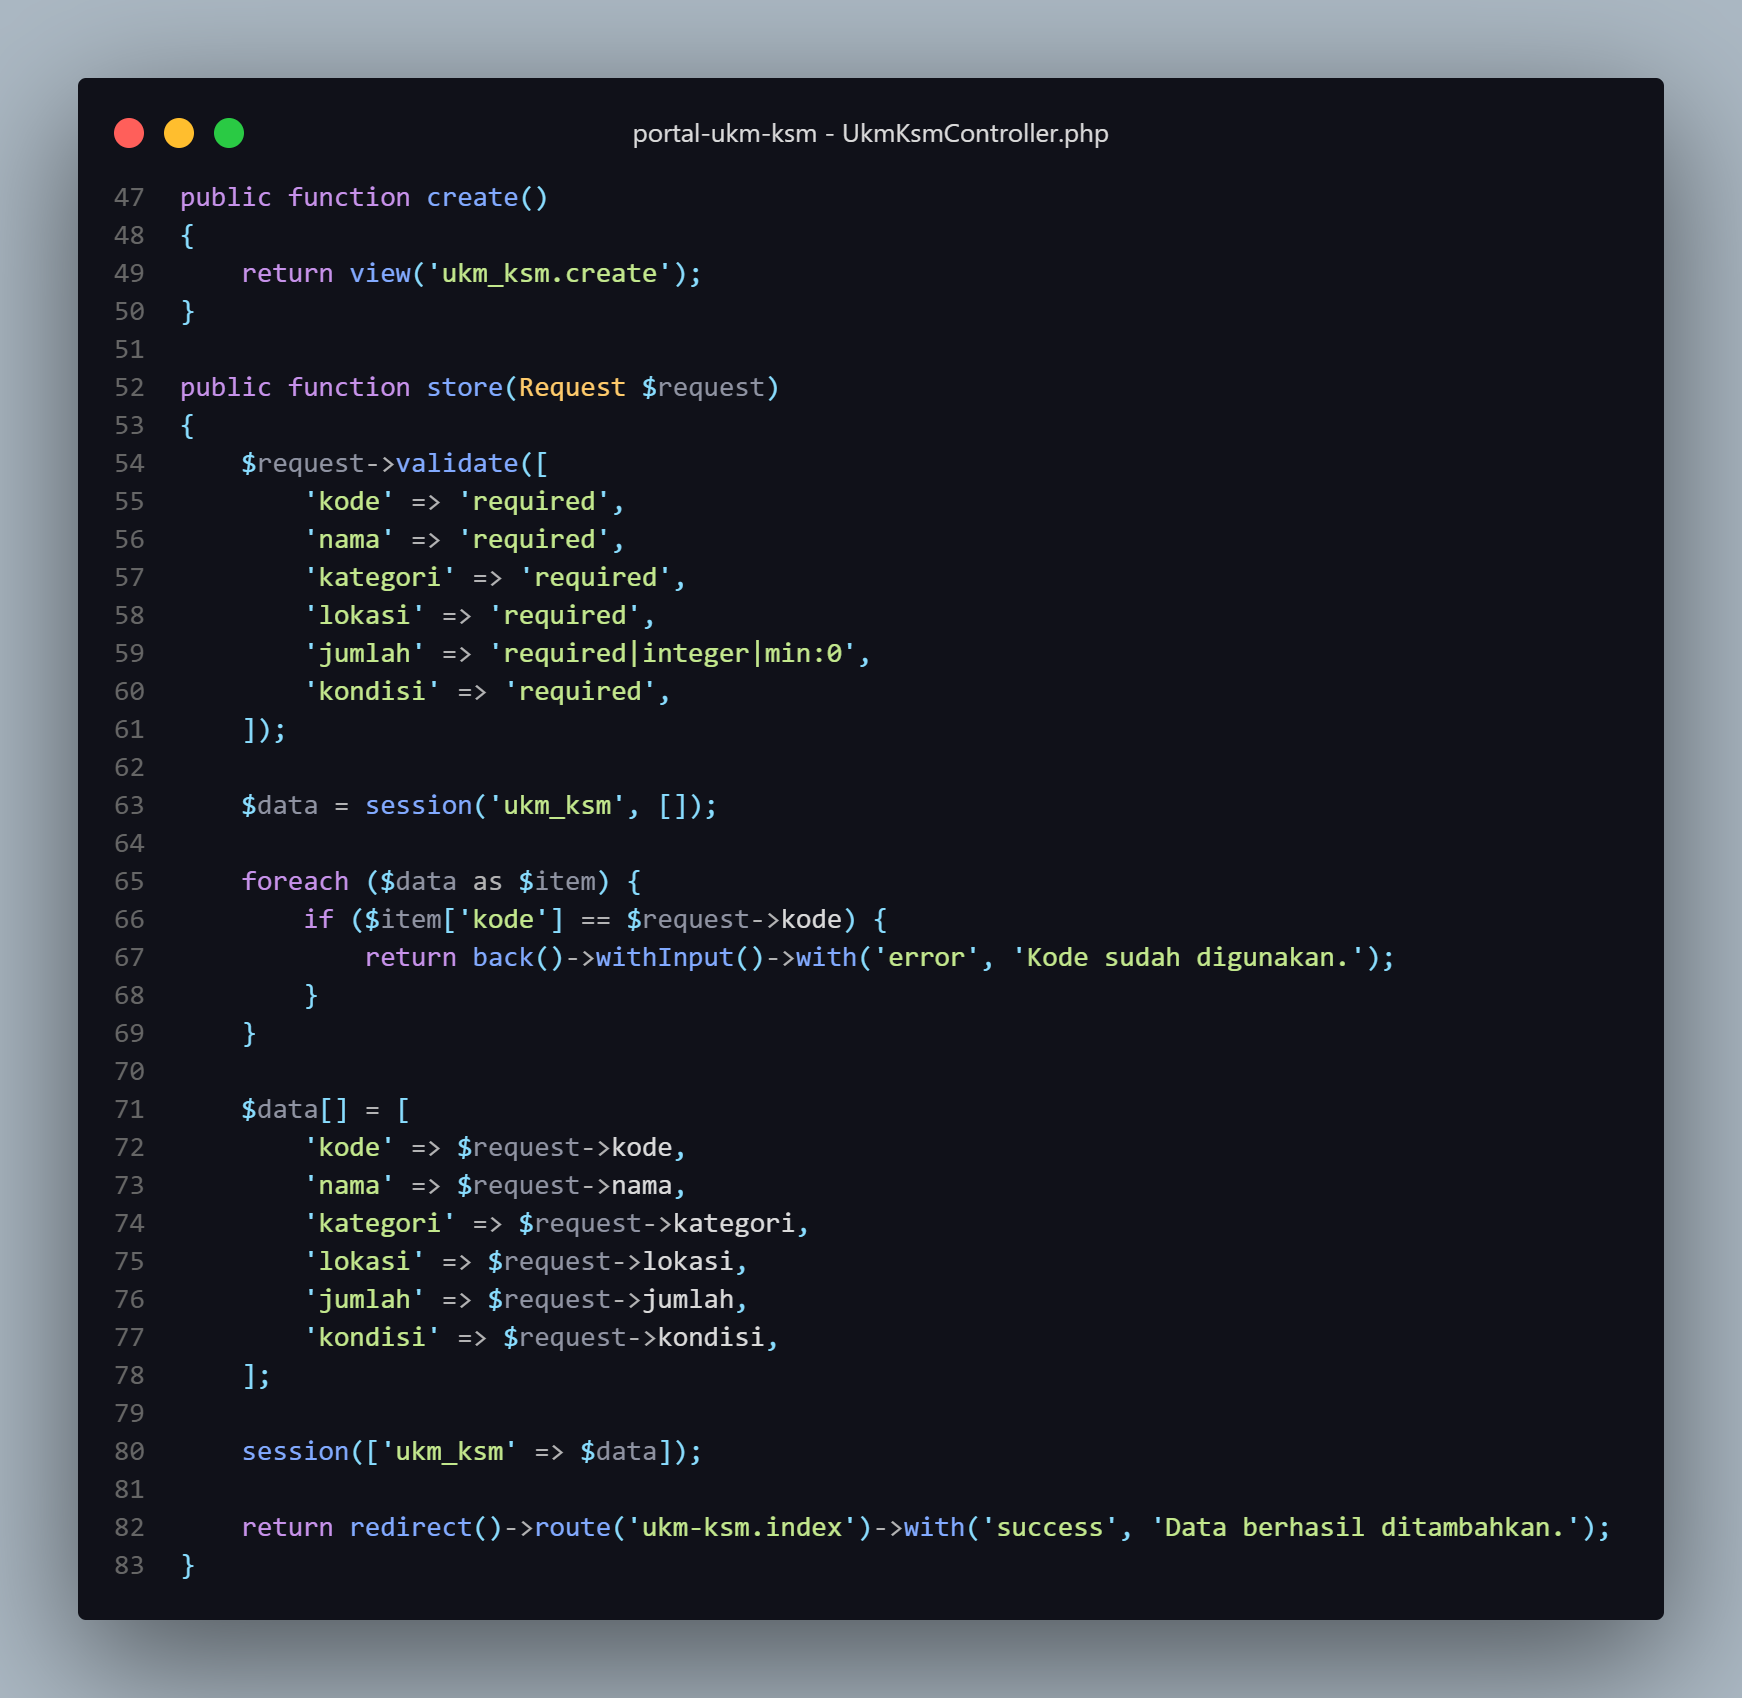 portal-ukm-ksm - UkmKsmController.php
47 public function create()
48 {
49     return view('ukm_ksm.create');
50 }
51
52 public function store(Request $request)
53 {
54     $request->validate([
55         'kode' => 'required',
56         'nama' => 'required',
57         'kategori' => 'required',
58         'lokasi' => 'required',
59         'jumlah' => 'required|integer|min:0',
60         'kondisi' => 'required',
61     ]);
62
63     $data = session('ukm_ksm', []);
64
65     foreach ($data as $item) {
66         if ($item['kode'] == $request->kode) {
67             return back()->withInput()->with('error', 'Kode sudah digunakan.');
68         }
69     }
70
71     $data[] = [
72         'kode' => $request->kode,
73         'nama' => $request->nama,
74         'kategori' => $request->kategori,
75         'lokasi' => $request->lokasi,
76         'jumlah' => $request->jumlah,
77         'kondisi' => $request->kondisi,
78     ];
79
80     session(['ukm_ksm' => $data]);
81
82     return redirect()->route('ukm-ksm.index')->with('success', 'Data berhasil ditambahkan.');
83 }